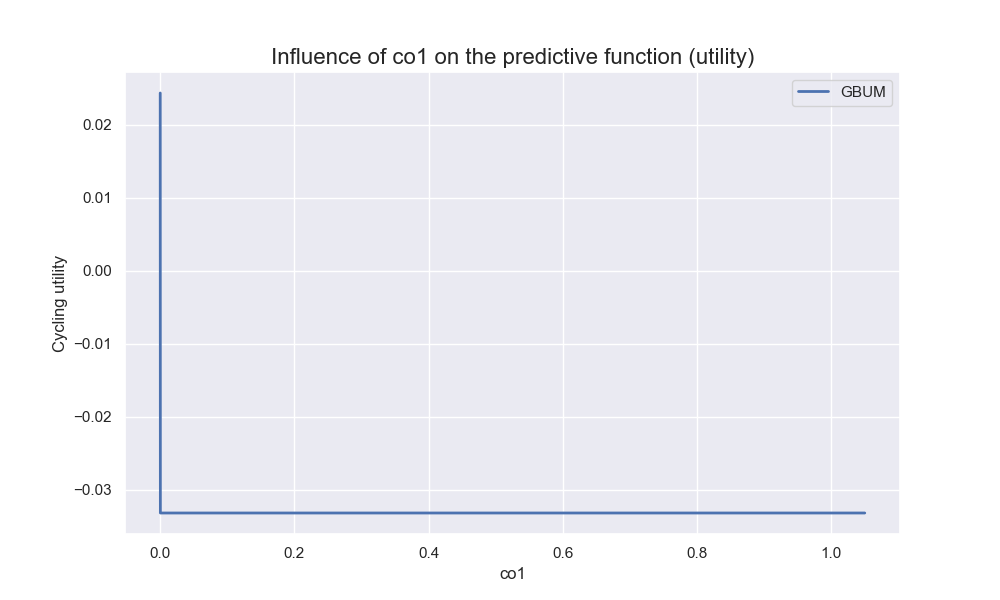 Influence of co1 on the predictive function (utility)
GBUM
0.02
0.01
0.00
−0.01
−0.02
−0.03
Cycling utility
0.0 0.2 0.4 0.6 0.8 1.0
co1